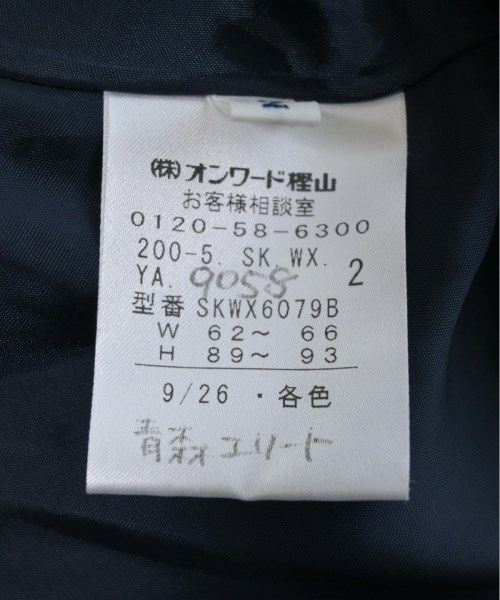 ㈱オンワード樫山
お客様相談室
0120-58-6300
200-5. SK. WX.
YA. 9058 2
型番 SKWX6079B
W 62〜 66
H 89〜 93
9/26・各色
青森エリート